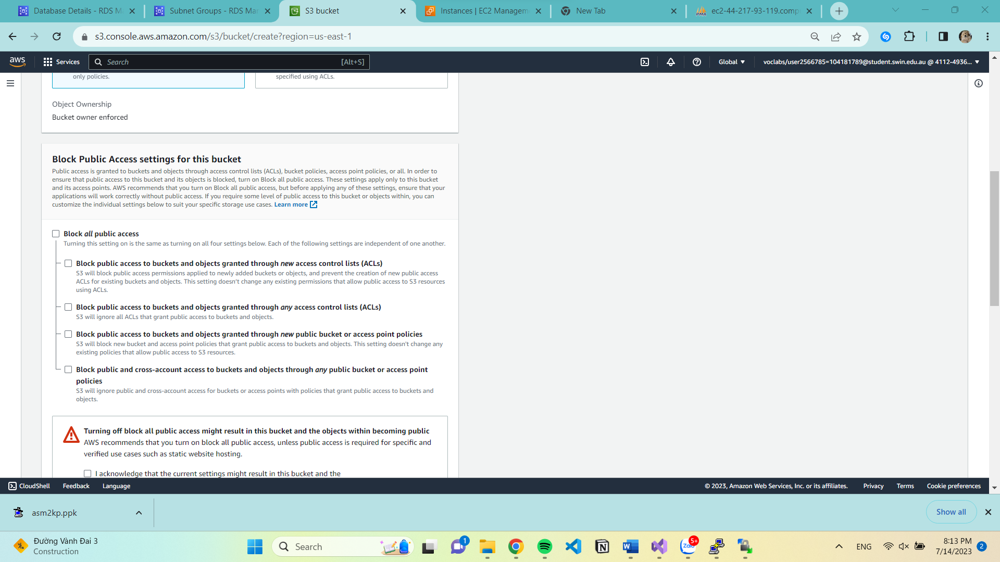 Database Details - RDS M
Subnet Groups - RDS Mar
S3 bucket
Instances | EC2 Managem
New Tab
ec2-44-217-93-119.comp
s3.console.aws.amazon.com/s3/bucket/create?region=us-east-1
aws
Services
Search
[Alt+S]
Global
voclabs/user2566785=104181789@student.swin.edu.au @ 4112-4936...
only policies.
specified using ACLs.
Object Ownership
Bucket owner enforced
Block Public Access settings for this bucket
Public access is granted to buckets and objects through access control lists (ACLs), bucket policies, access point policies, or all. In order to
ensure that public access to this bucket and its objects is blocked, turn on Block all public access. These settings apply only to this bucket
and its access points. AWS recommends that you turn on Block all public access, but before applying any of these settings, ensure that your
applications will work correctly without public access. If you require some level of public access to this bucket or objects within, you can
customize the individual settings below to suit your specific storage use cases. Learn more
Block all public access
Turning this setting on is the same as turning on all four settings below. Each of the following settings are independent of one another.
Block public access to buckets and objects granted through new access control lists (ACLs)
S3 will block public access permissions applied to newly added buckets or objects, and prevent the creation of new public access
ACLs for existing buckets and objects. This setting doesn't change any existing permissions that allow public access to S3 resources
using ACLs.
Block public access to buckets and objects granted through any access control lists (ACLs)
S3 will ignore all ACLs that grant public access to buckets and objects.
Block public access to buckets and objects granted through new public bucket or access point policies
S3 will block new bucket and access point policies that grant public access to buckets and objects. This setting doesn't change any
existing policies that allow public access to S3 resources.
Block public and cross-account access to buckets and objects through any public bucket or access point
policies
S3 will ignore public and cross-account access for buckets or access points with policies that grant public access to buckets and
objects.
Turning off block all public access might result in this bucket and the objects within becoming public
AWS recommends that you turn on block all public access, unless public access is required for specific and
verified use cases such as static website hosting.
I acknowledge that the current settings might result in this bucket and the
CloudShell
Feedback
Language
© 2023, Amazon Web Services, Inc. or its affiliates.
Privacy
Terms
Cookie preferences
asm2kp.ppk
Show all
Đường Vành Đai 3
Construction
Search
1
Zalo
5+
ENG
8:13 PM
7/14/2023
2